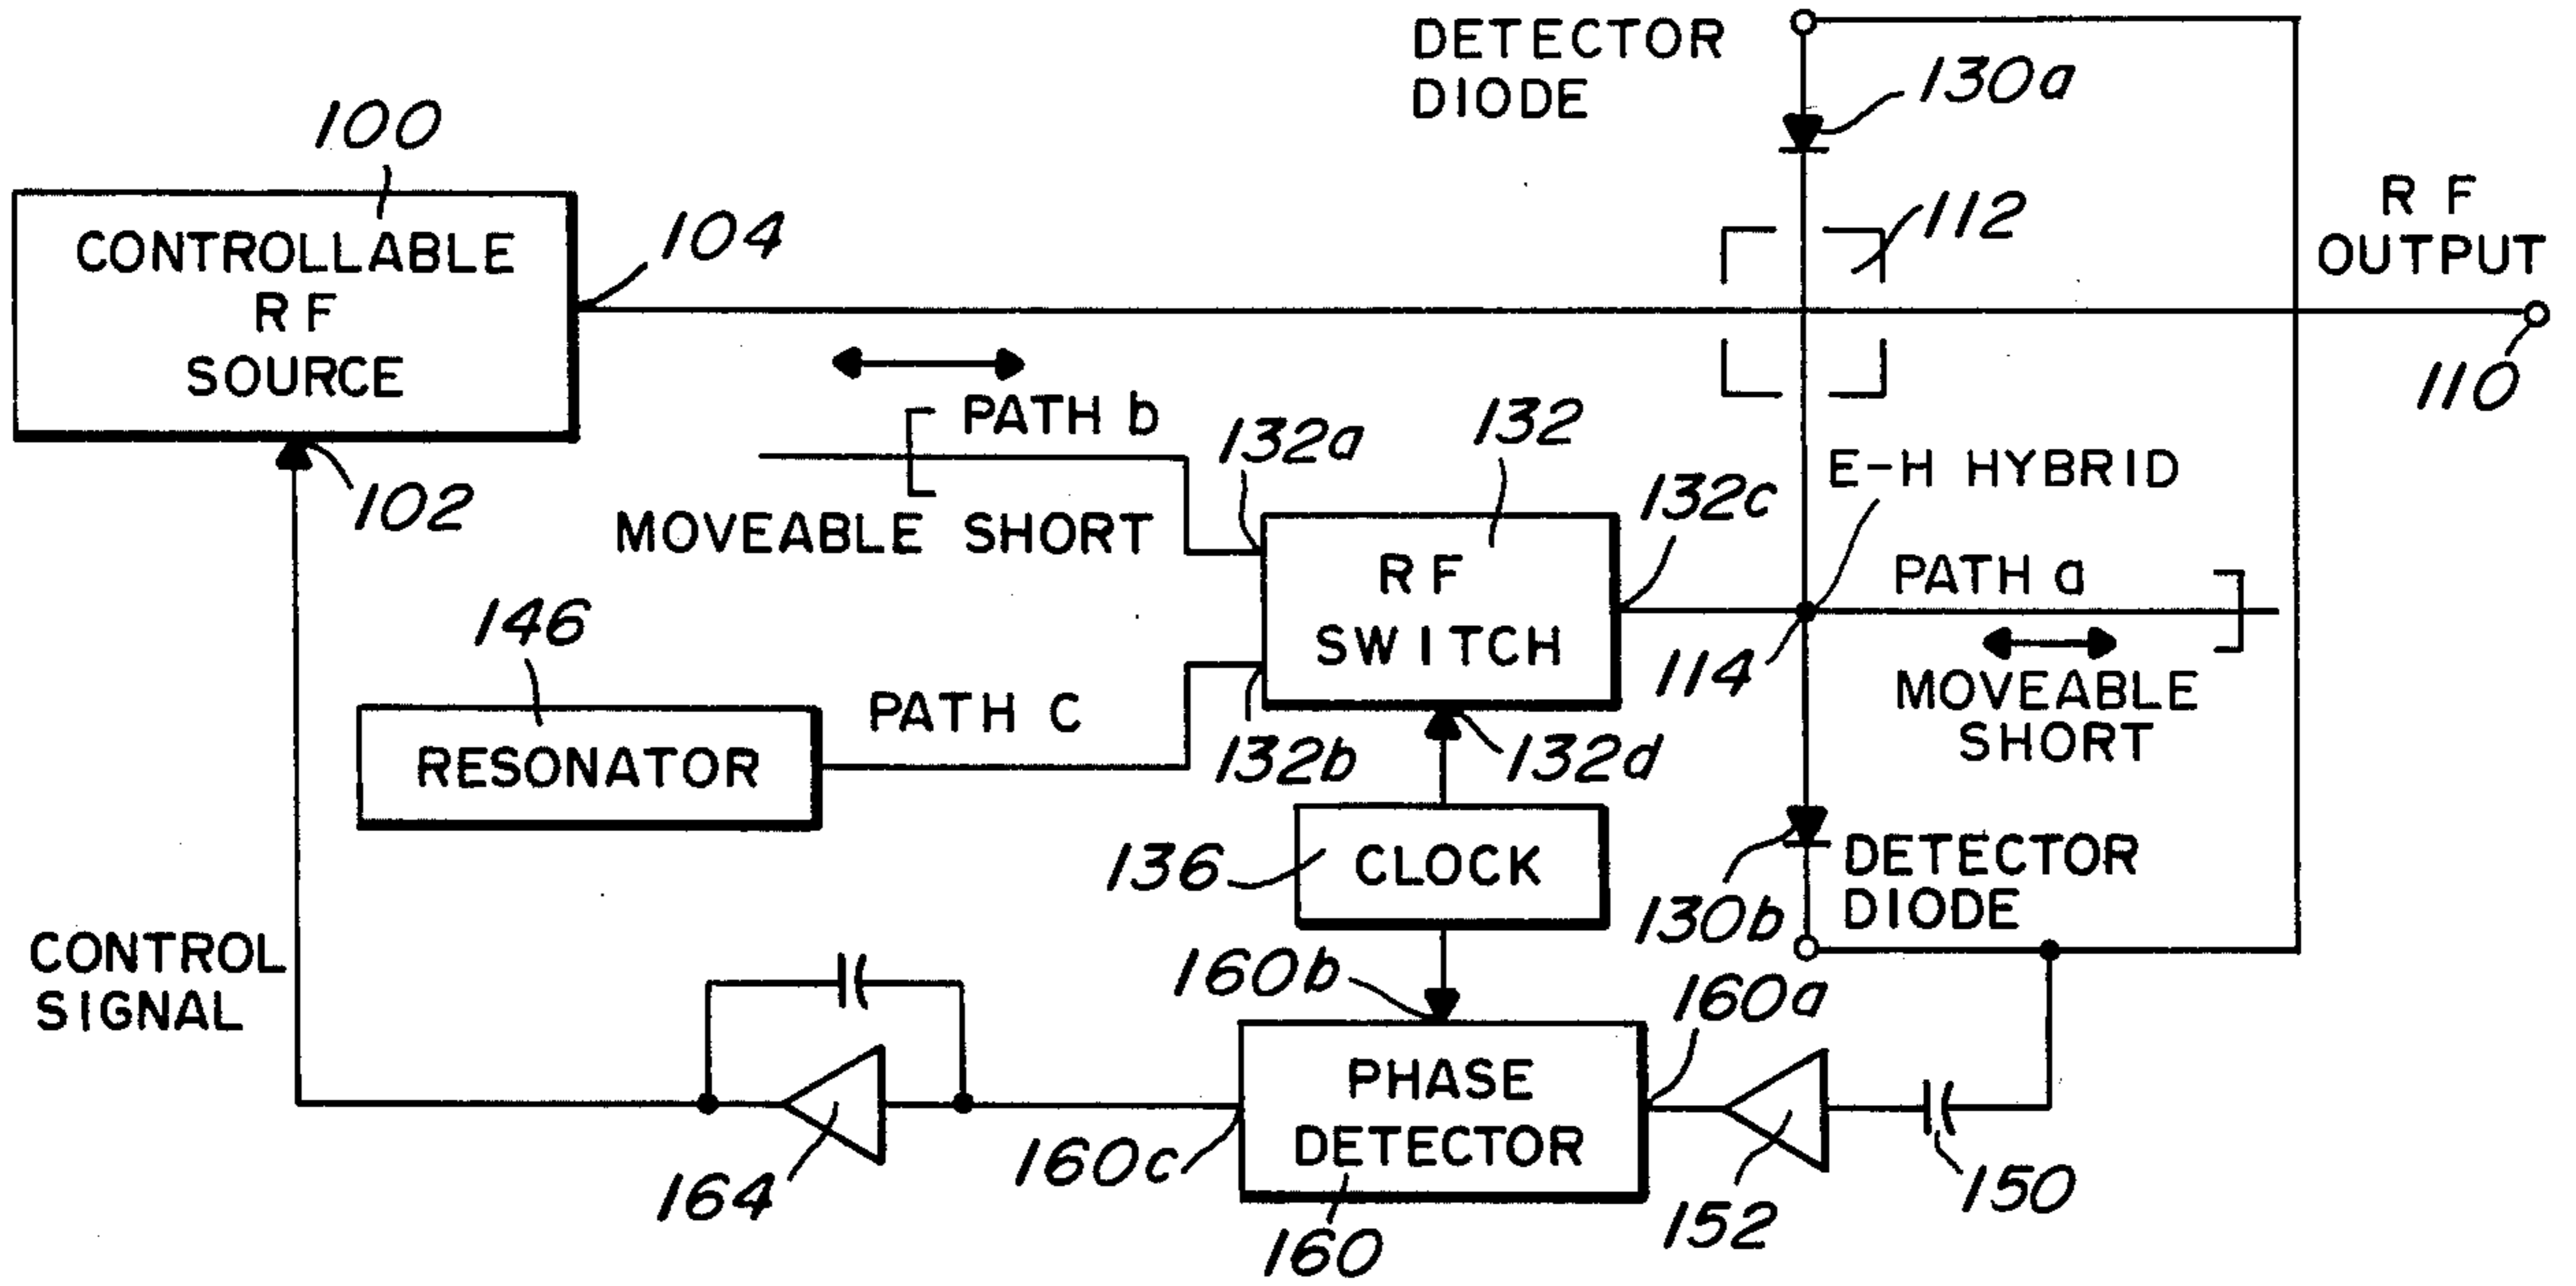 DETECTOR
DIODE
130a
100
CONTROLLABLE
RF
SOURCE
104
112
RF
OUTPUT
110
PATH b
132a
132
102
MOVEABLE SHORT
E-H HYBRID
132c
RF
SWITCH
PATH a
114
MOVEABLE
SHORT
146
RESONATOR
PATH C
132b
132d
136
CLOCK
130b
DETECTOR
DIODE
CONTROL
SIGNAL
160b
160a
PHASE
DETECTOR
160c
164
160
152
150